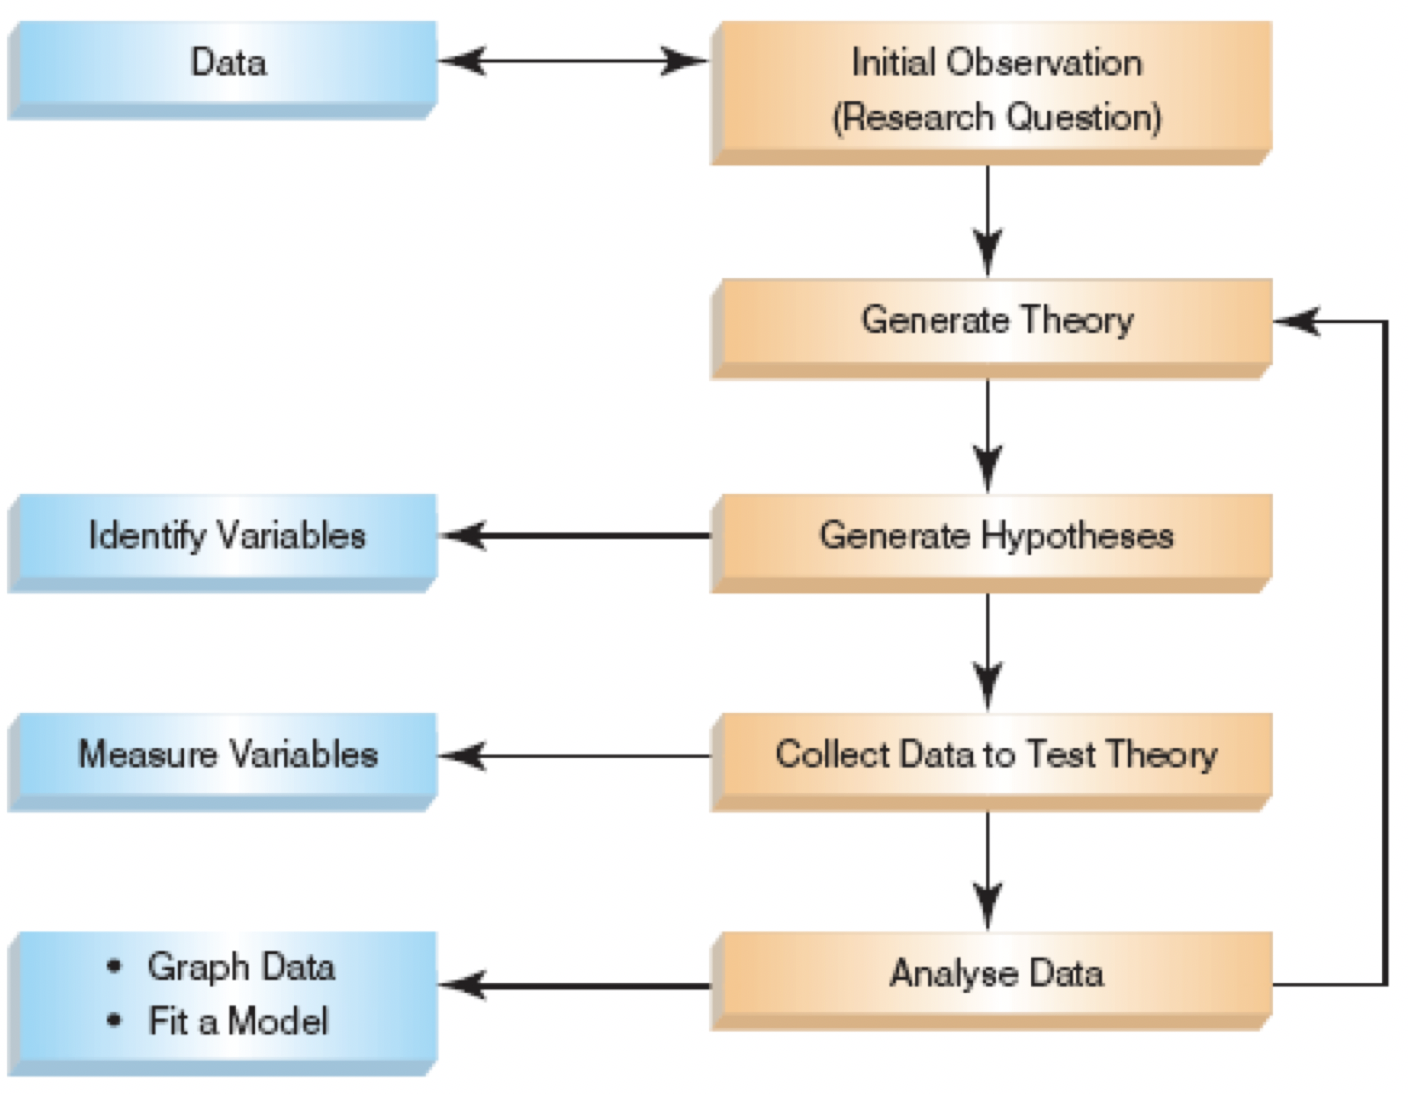 Data
Initial Observation
(Research Question)
Generate Theory
Identify Variables
Generate Hypotheses
Measure Variables
Collect Data to Test Theory
• Graph Data
• Fit a Model
Analyse Data